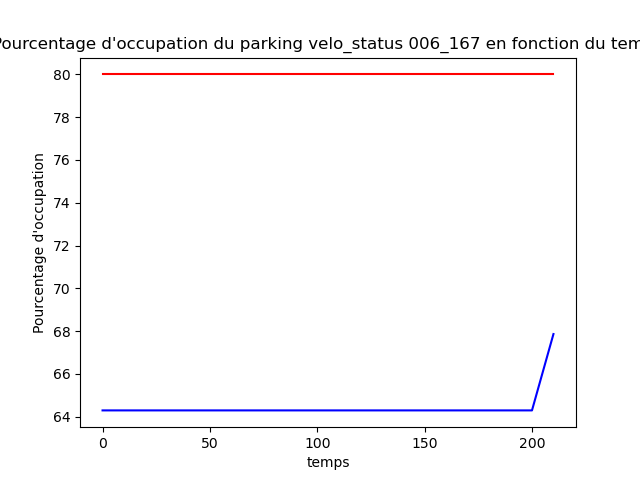 Pourcentage d'occupation du parking velo_status 006_167 en fonction du tem
80
78
76
74
72
70
68
66
64
Pourcentage d'occupation
0 50 100 150 200
temps